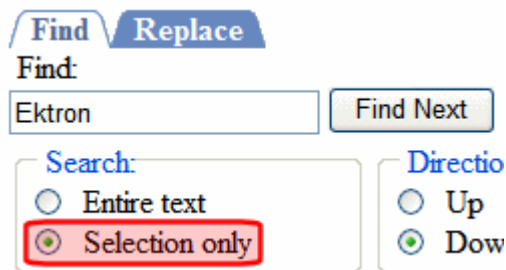 Find Replace
Find:
Ektron Find Next
Search: Directio
Entire text Up
Selection only Dow